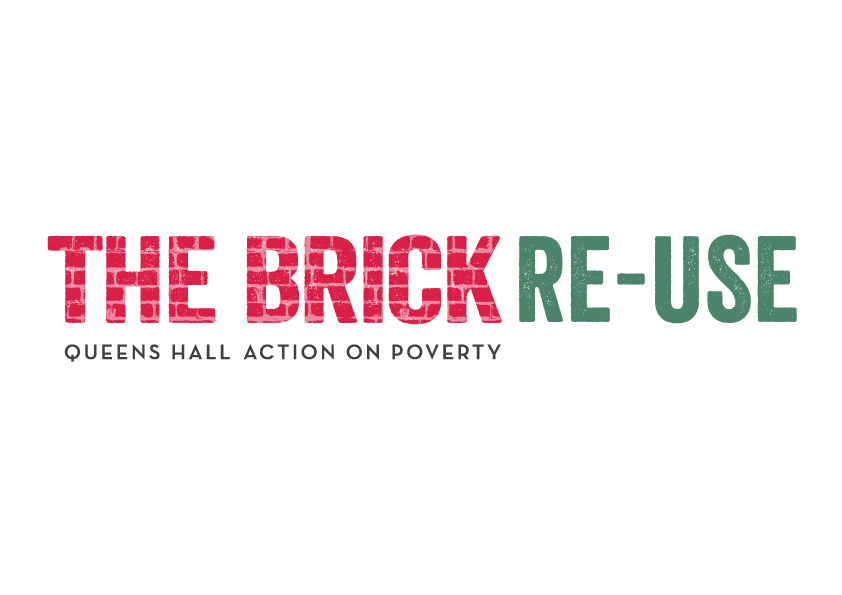 THE BRICK RE-USE
QUEENS HALL ACTION ON POVERTY